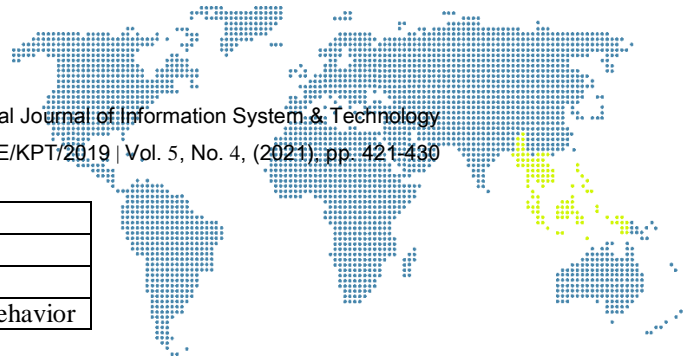 al Journal of Information System & Technology
E/KPT/2019 | Vol. 5, No. 4, (2021), pp. 421-430
ehavior